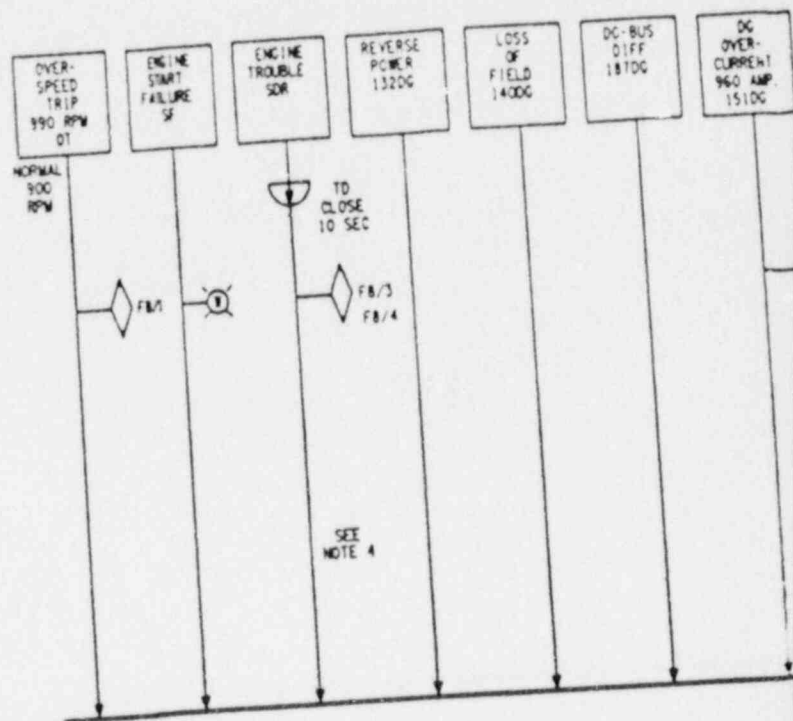 OVER-
SPEED
TRIP
990 RPM
OT
ENGINE
START
FAILURE
SF
ENGINE
TROUBLE
SDR
REVERSE
POWER
132DG
LOSS
OF
FIELD
140DG
DG-BUS
DIFF
187DG
DG
OVER-
CURRENT
960 AMP.
151DG
NORMAL
900
RPM
TD
CLOSE
10 SEC
F8/1
F8/3
F8/4
SEE
NOTE 4